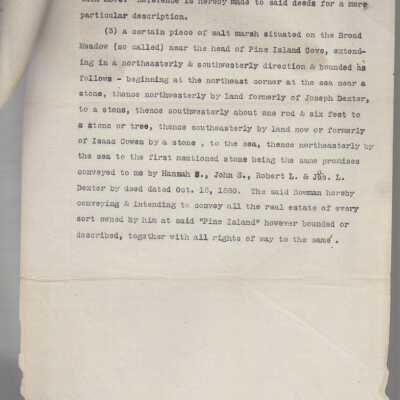 Reference is hereby made to said deeds for a more
particular description.
(3) a certain piece of salt marsh situated on the Broad
Meadow (so called) near the head of Pine Island Cove, extend-
ing in a northeasterly & southwesterly direction & bounded as
follows - beginning at the northeast corner at the sea near a
stone, thence northwesterly by land formerly of Joseph Dexter,
to a stone, thence southwesterly about one rod & six feet to
a stone or tree, thence southeasterly by land now or formerly
of Isaac Cowen by a stone , to the sea, thence northeasterly by
the sea to the first mentioned stone being the same premises
conveyed to me by Hannah S., John S., Robert L. & Jos. L.
Dexter by deed dated Oct. 18, 1880. The said Bowman hereby
conveying & intending to convey all the real estate of every
sort owned by him at said "Pine Island" however bounded or
described, together with all rights of way to the same .